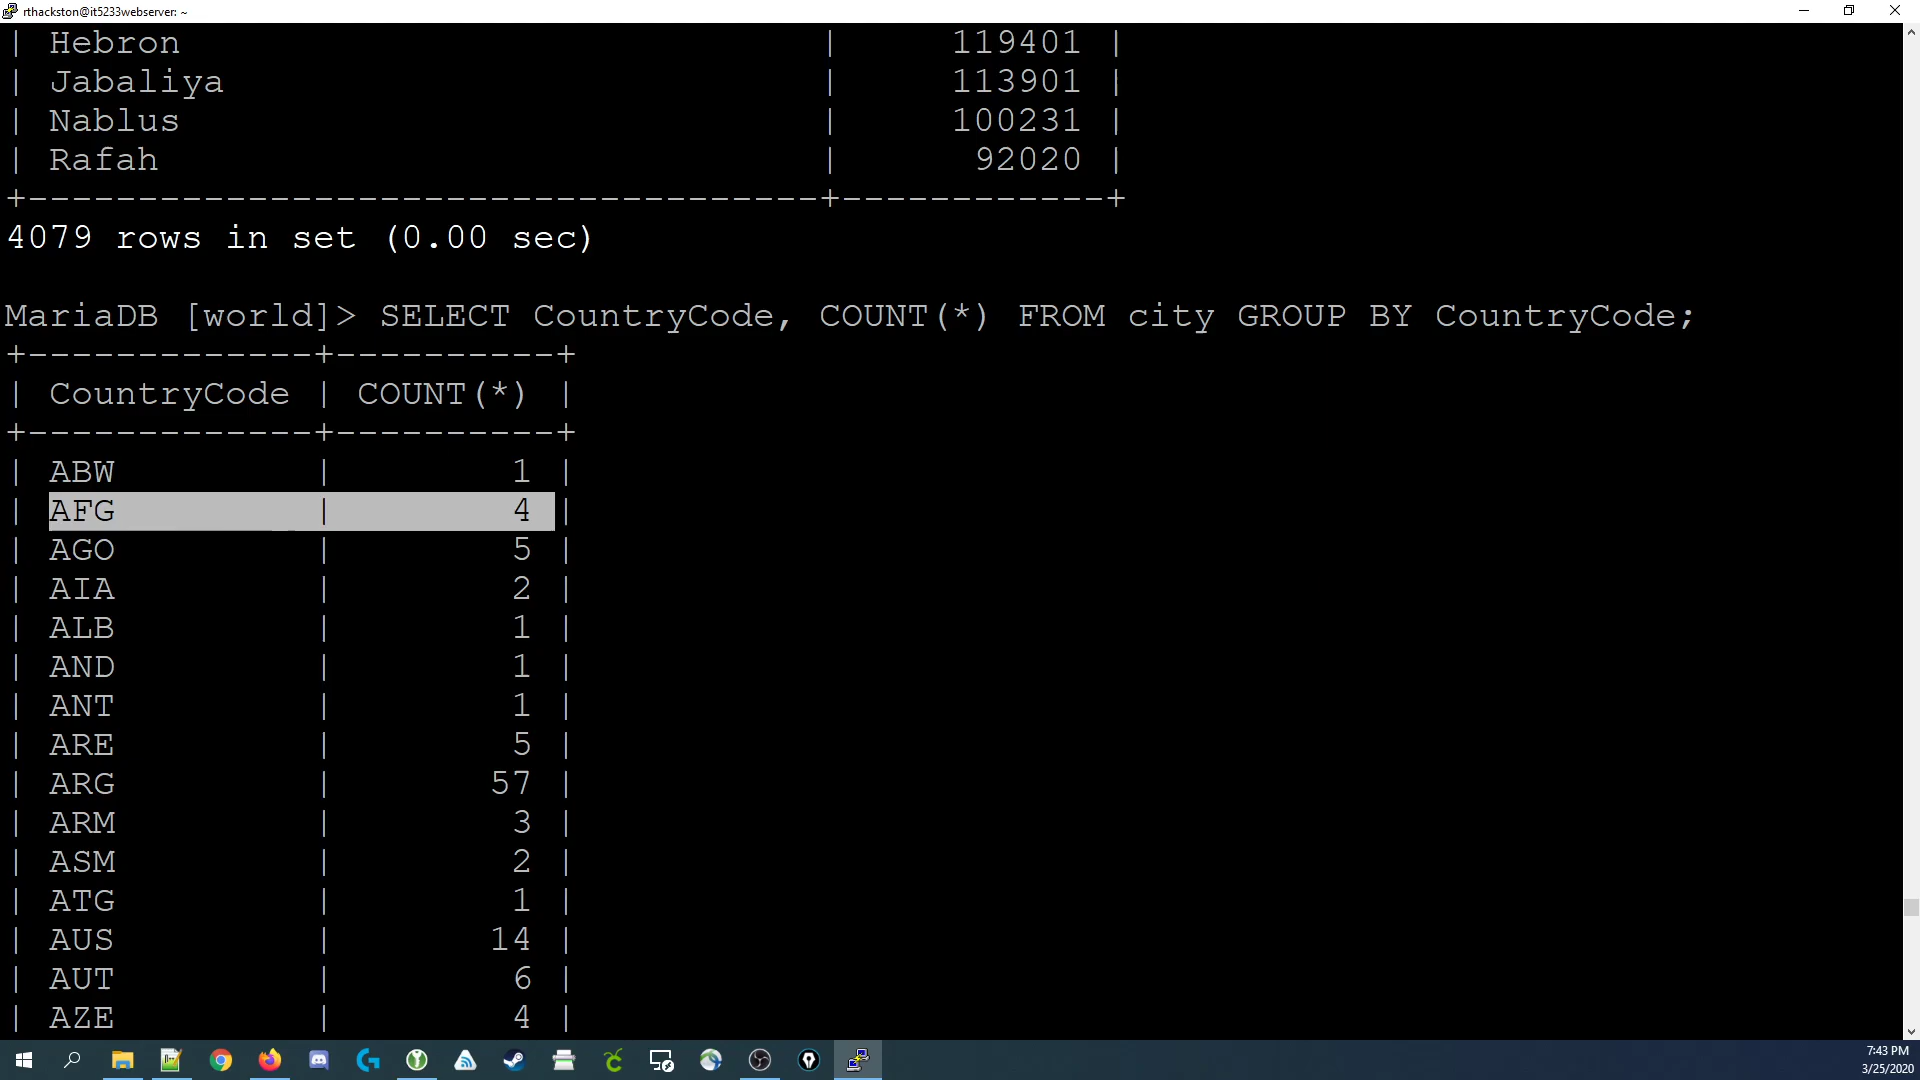 rthackston@it5233webserver: ~
| Hebron | 119401 |
| Jabaliya | 113901 |
| Nablus | 100231 |
| Rafah | 92020 |
+------------------------------------+------------+
4079 rows in set (0.00 sec)
MariaDB [world]> SELECT CountryCode, COUNT(*) FROM city GROUP BY CountryCode;
+-------------+----------+
| CountryCode | COUNT(*) |
+-------------+----------+
| ABW | 1 |
| AFG | 4 |
| AGO | 5 |
| AIA | 2 |
| ALB | 1 |
| AND | 1 |
| ANT | 1 |
| ARE | 5 |
| ARG | 57 |
| ARM | 3 |
| ASM | 2 |
| ATG | 1 |
| AUS | 14 |
| AUT | 6 |
| AZE | 4 |
7:43 PM
3/25/2020